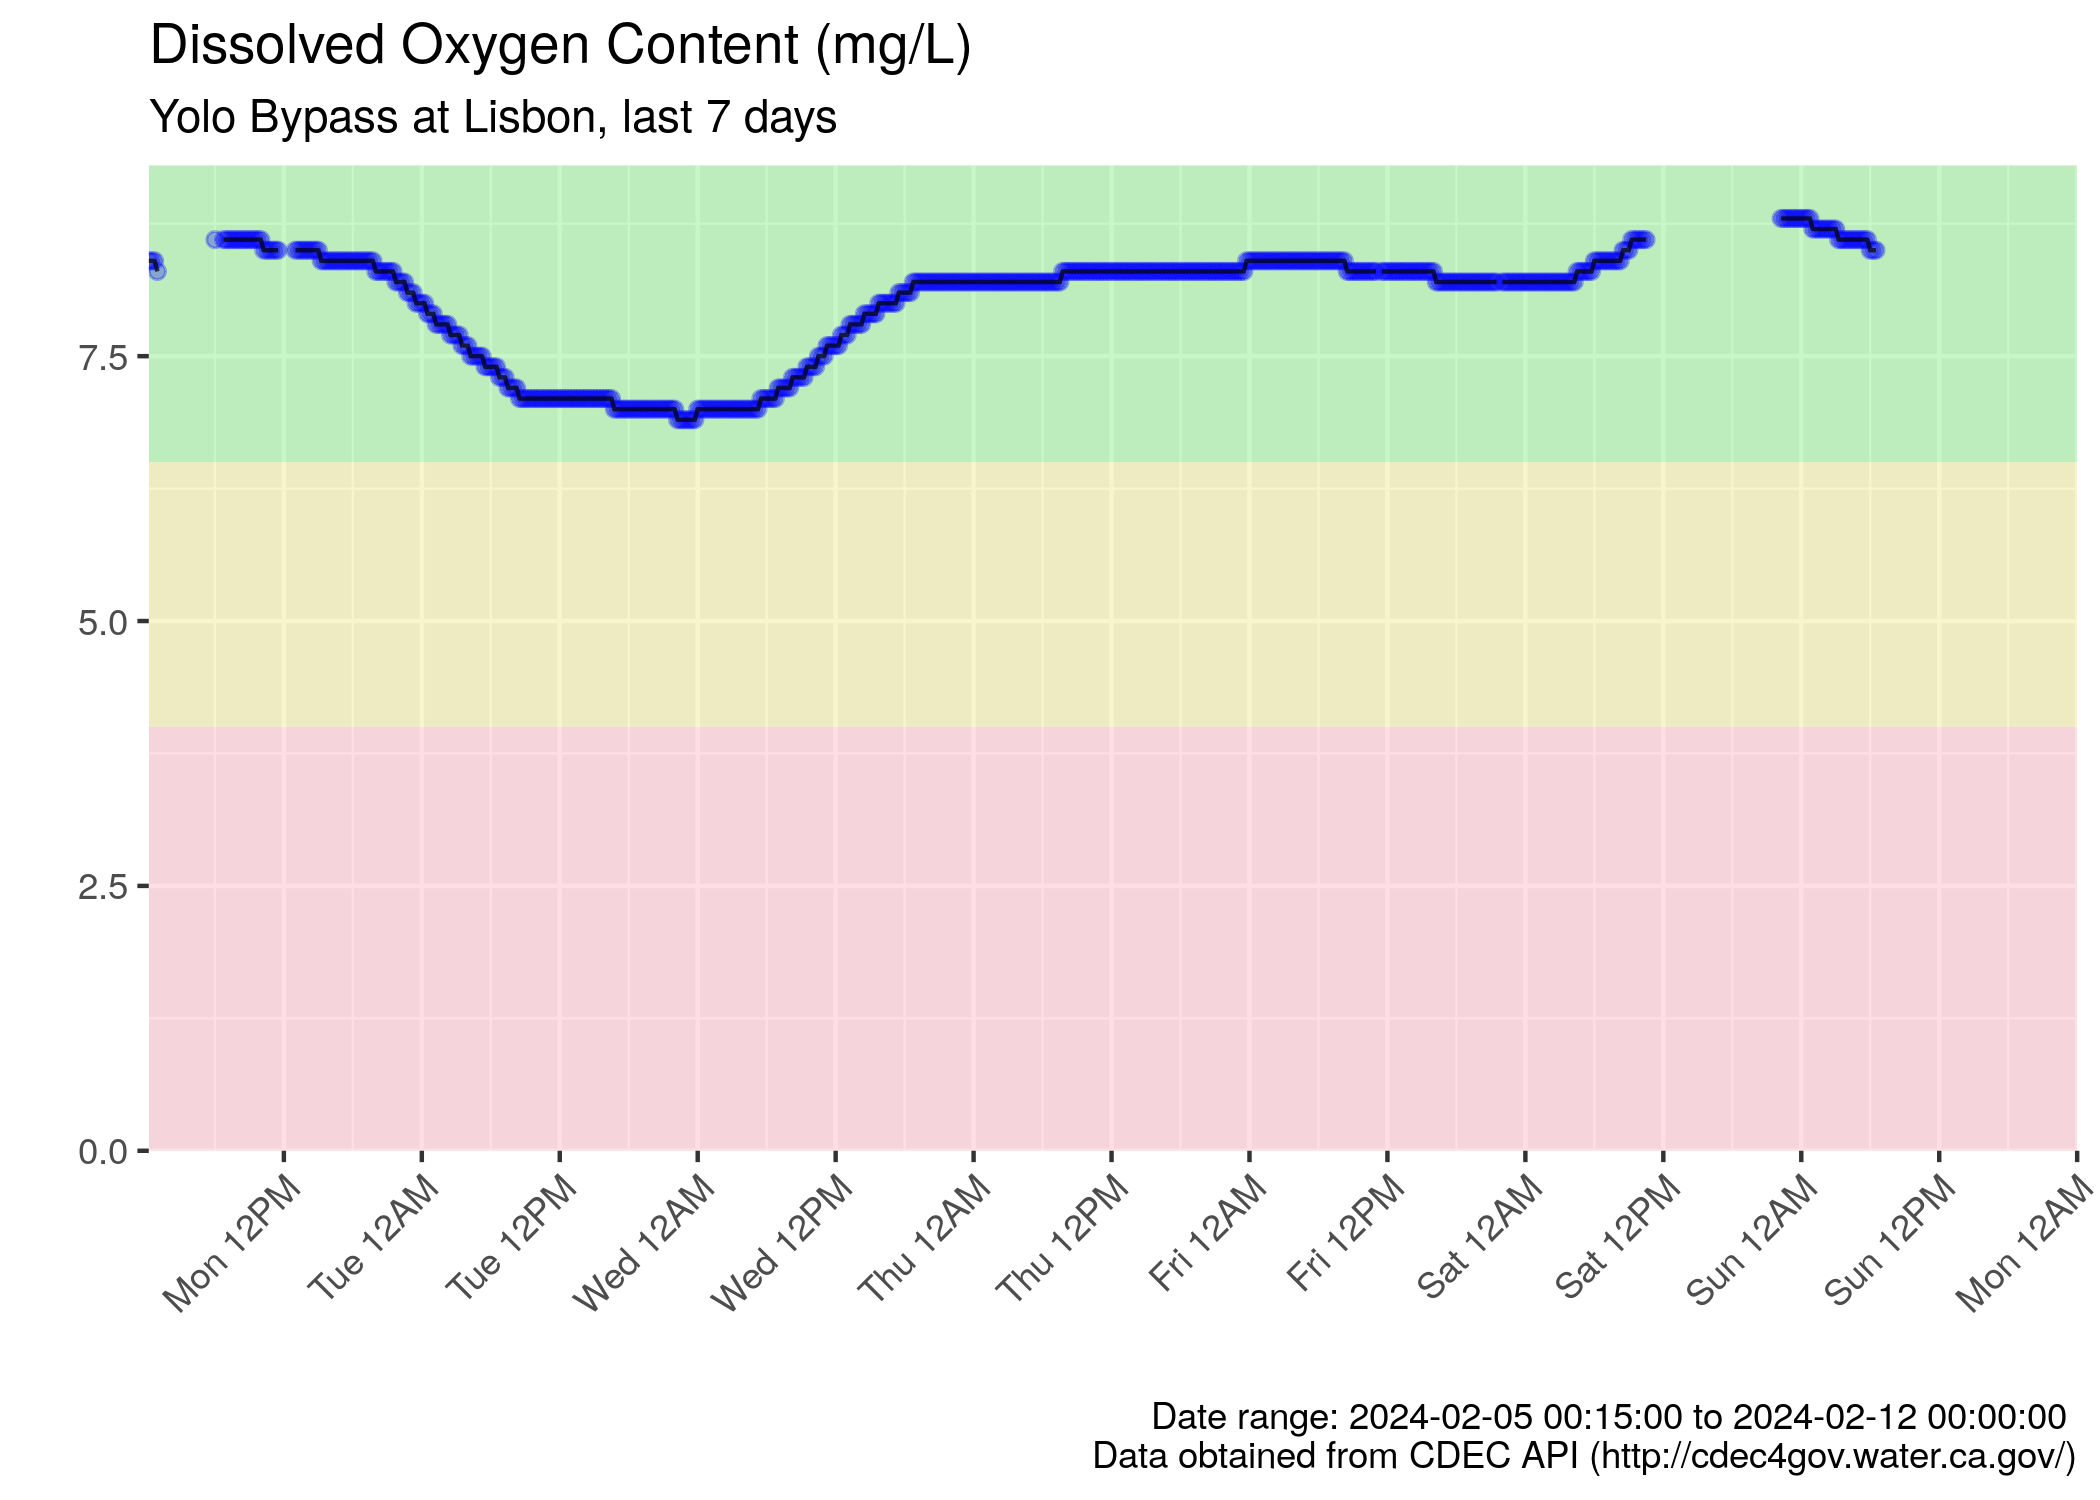 Dissolved Oxygen Content (mg/L)
Yolo Bypass at Lisbon, last 7 days
7.5
5.0
2.5
0.0
Mon 12PM
Tue 12AM
Tue 12PM
Wed 12AM
Wed 12PM
Thu 12AM
Thu 12PM
Fri 12AM
Fri 12PM
Sat 12AM
Sat 12PM
Sun 12AM
Sun 12PM
Mon 12AM
Date range: 2024-02-05 00:15:00 to 2024-02-12 00:00:00
Data obtained from CDEC API (http://cdec4gov.water.ca.gov/)